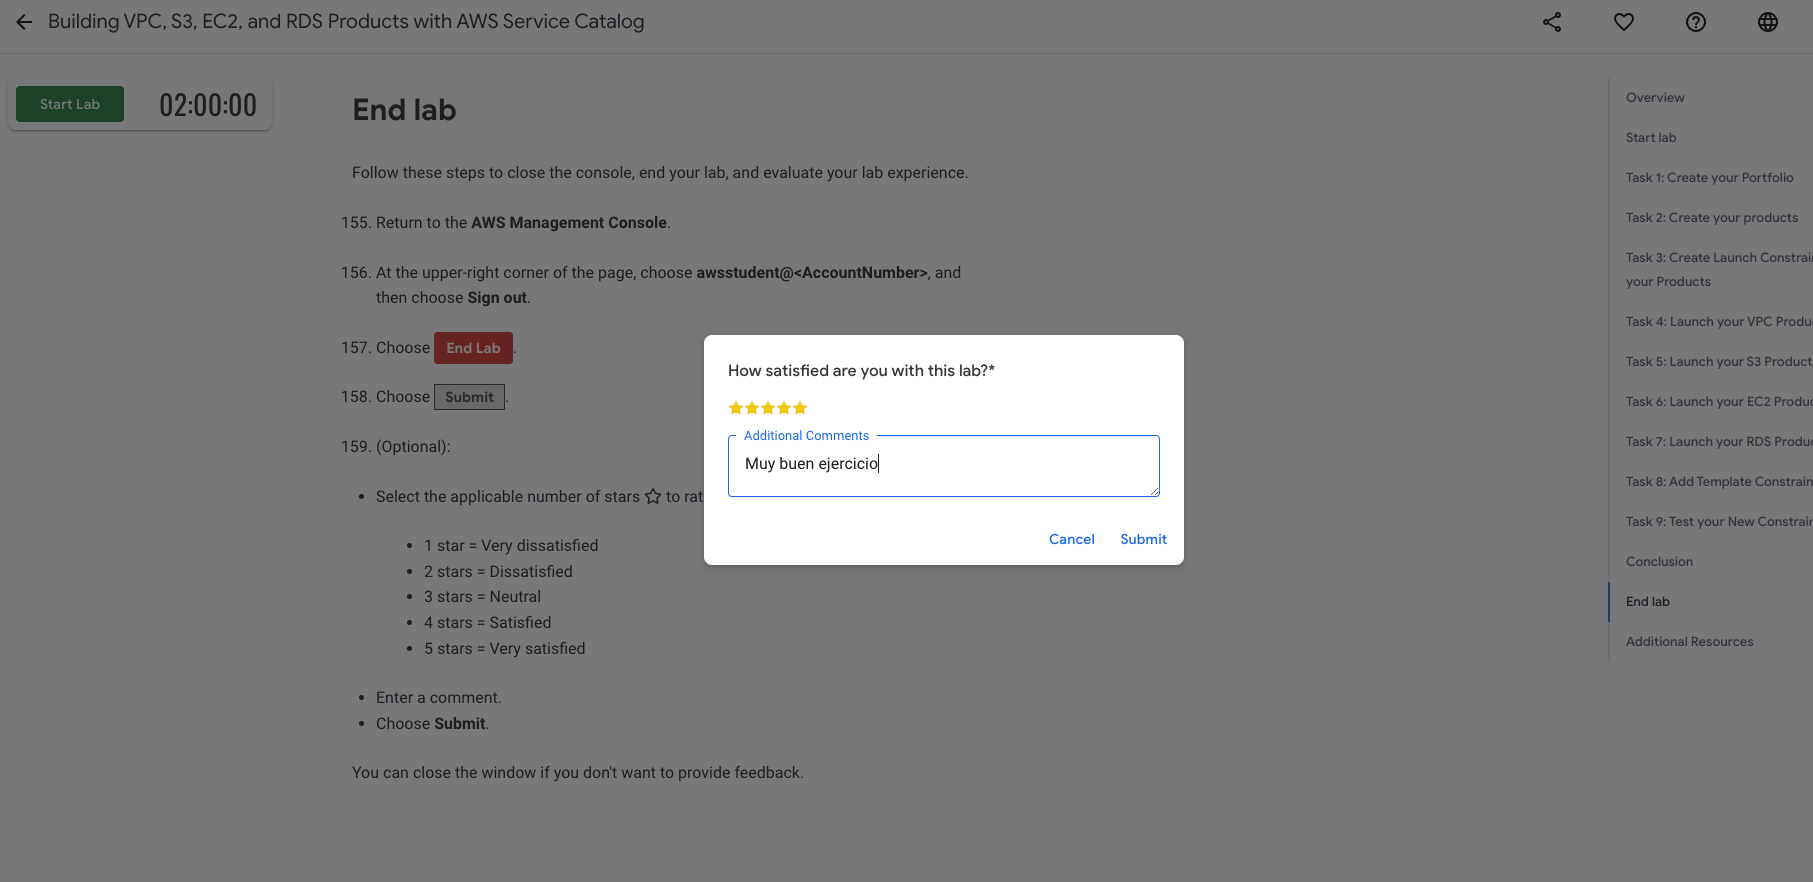 Building VPC, S3, EC2, and RDS Products with AWS Service Catalog
Start Lab
02:00:00
End lab
Follow these steps to close the console, end your lab, and evaluate your lab experience.
155. Return to the AWS Management Console.
156. At the upper-right corner of the page, choose awsstudent@<AccountNumber>, and
then choose Sign out.
157. Choose End Lab.
158. Choose Submit.
159. (Optional):
• Select the applicable number of stars to rat
• 1 star = Very dissatisfied
• 2 stars = Dissatisfied
• 3 stars = Neutral
• 4 stars = Satisfied
• 5 stars = Very satisfied
• Enter a comment.
• Choose Submit.
You can close the window if you don't want to provide feedback.
How satisfied are you with this lab?*
Additional Comments
Muy buen ejercicio
Cancel
Submit
Overview
Start lab
Task 1: Create your Portfolio
Task 2: Create your products
Task 3: Create Launch Constrai
your Products
Task 4: Launch your VPC Produ
Task 5: Launch your S3 Product
Task 6: Launch your EC2 Produc
Task 7: Launch your RDS Produc
Task 8: Add Template Constrain
Task 9: Test your New Constrair
Conclusion
End lab
Additional Resources